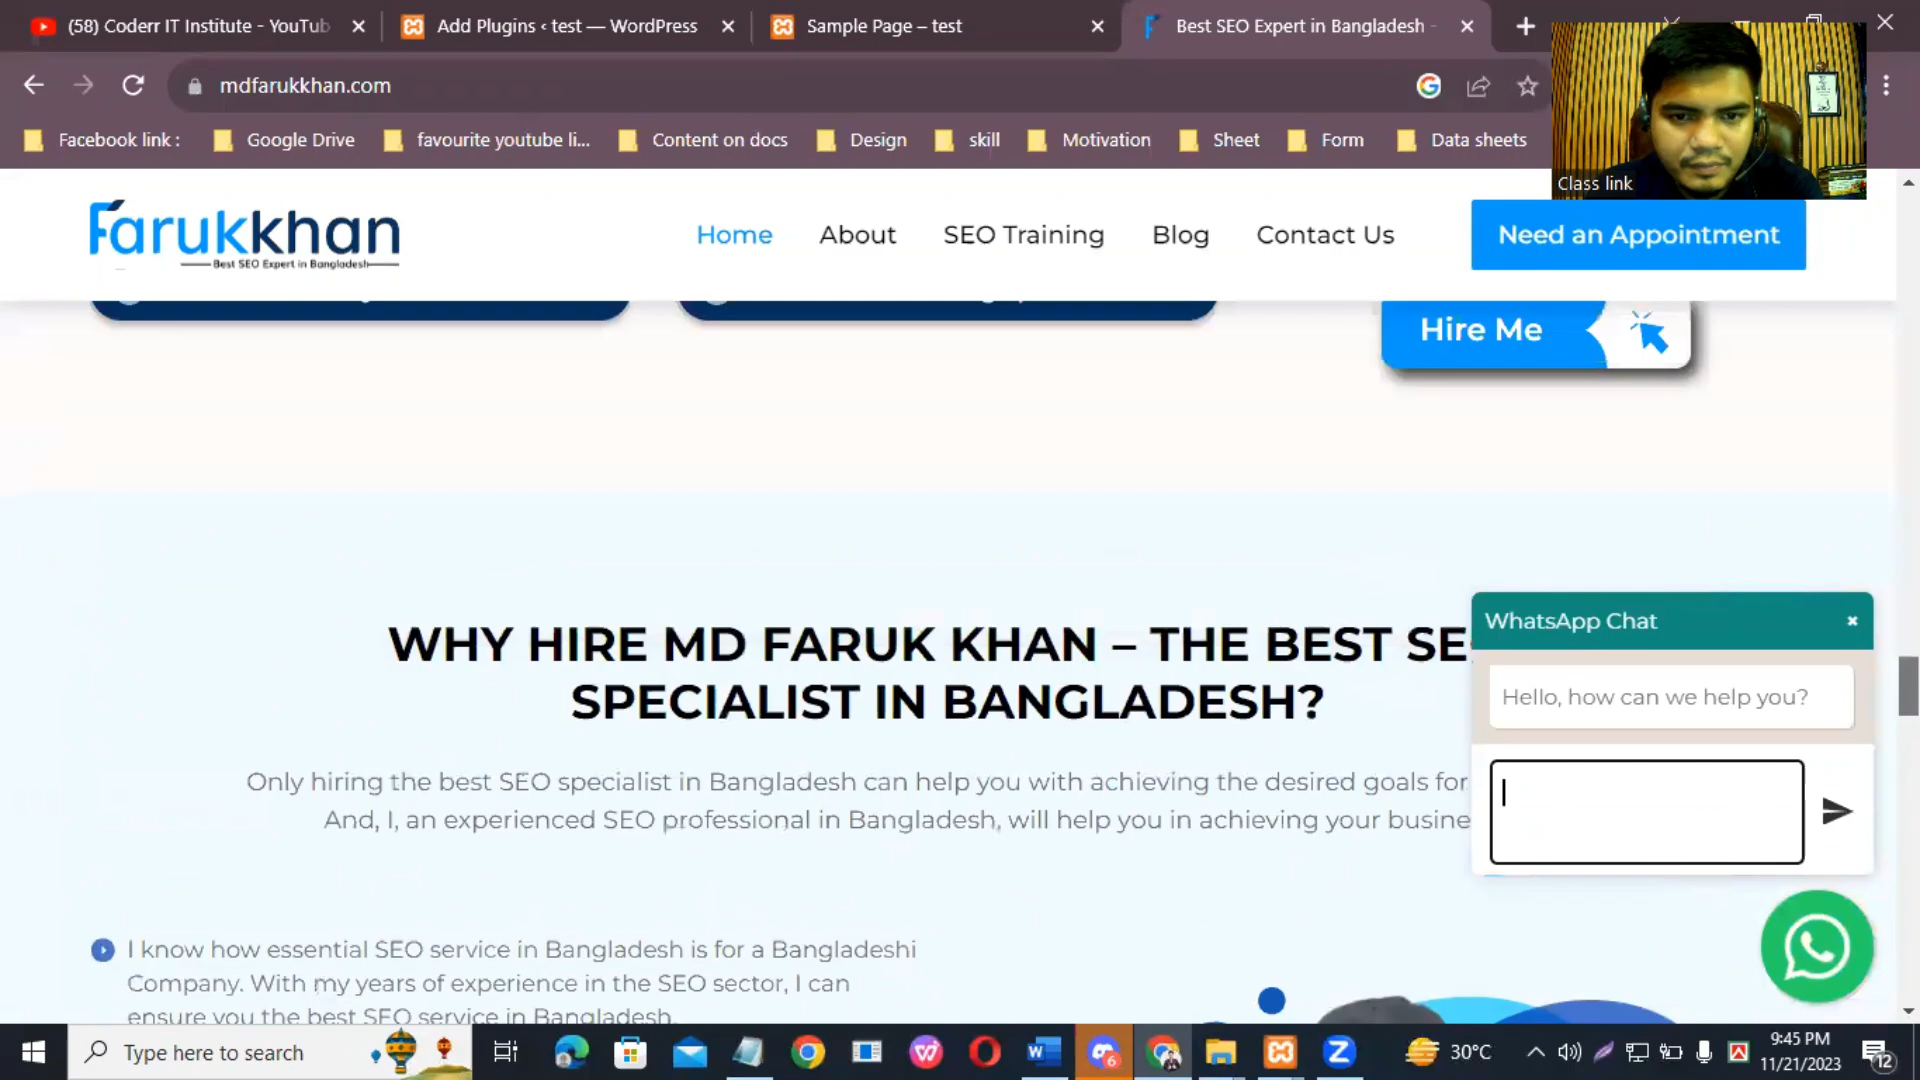 (58) Coderr IT Institute - YouTub
Add Plugins ‹ test — WordPress
Sample Page – test
Best SEO Expert in Bangladesh -
mdfarukkhan.com
Facebook link :
Google Drive
favourite youtube li...
Content on docs
Design
skill
Motivation
Sheet
Form
Data sheets
Class link
Farukkhan
Best SEO Expert in Bangladesh
Home
About
SEO Training
Blog
Contact Us
Need an Appointment
Hire Me
WHY HIRE MD FARUK KHAN – THE BEST SE
SPECIALIST IN BANGLADESH?
Only hiring the best SEO specialist in Bangladesh can help you with achieving the desired goals for
And, I, an experienced SEO professional in Bangladesh, will help you in achieving your busine
WhatsApp Chat
Hello, how can we help you?
I know how essential SEO service in Bangladesh is for a Bangladeshi
Company. With my years of experience in the SEO sector, I can
ensure you the best SEO service in Bangladesh.
Type here to search
6
30°C
9:45 PM
11/21/2023
12